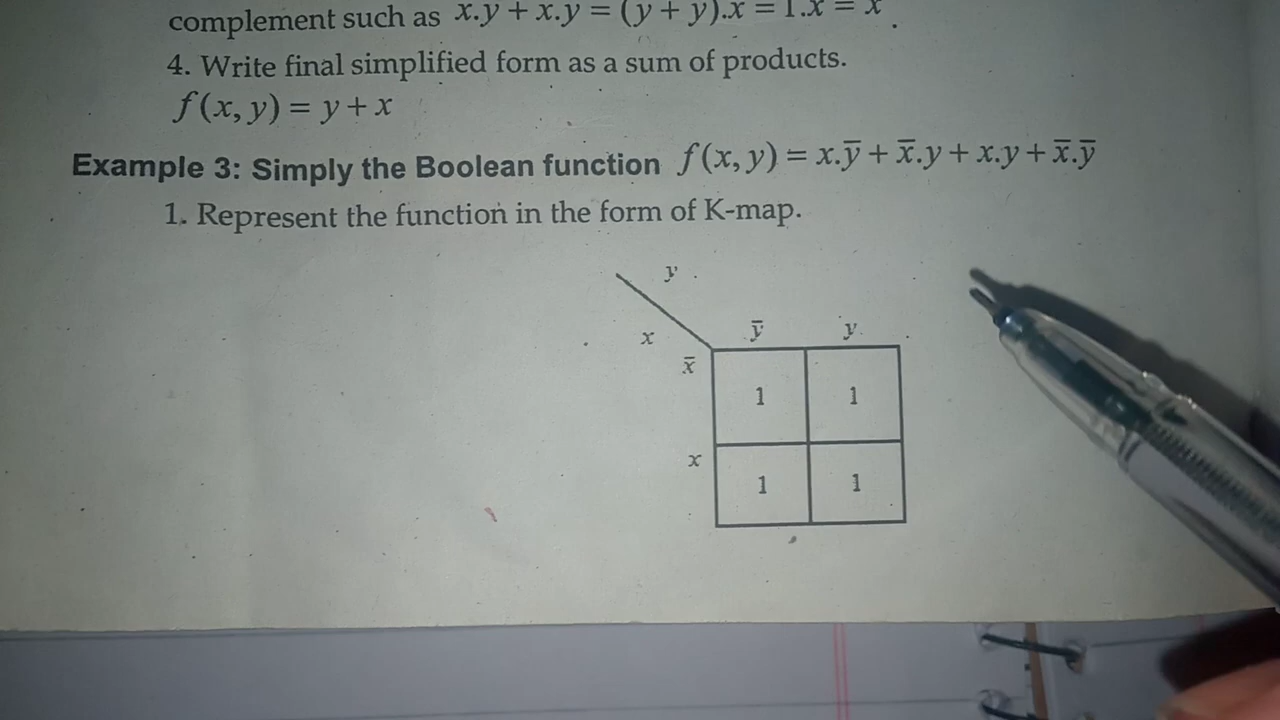 complement such as x.y + x.y = (y + y).x = 1.x = x .
4. Write final simplified form as a sum of products.
f(x, y) = y + x
Example 3: Simply the Boolean function f(x, y) = x.ȳ + x̄.y + x.y + x̄.ȳ
1. Represent the function in the form of K-map.
y
x
ȳ y
x̄ 1 1
x 1 1